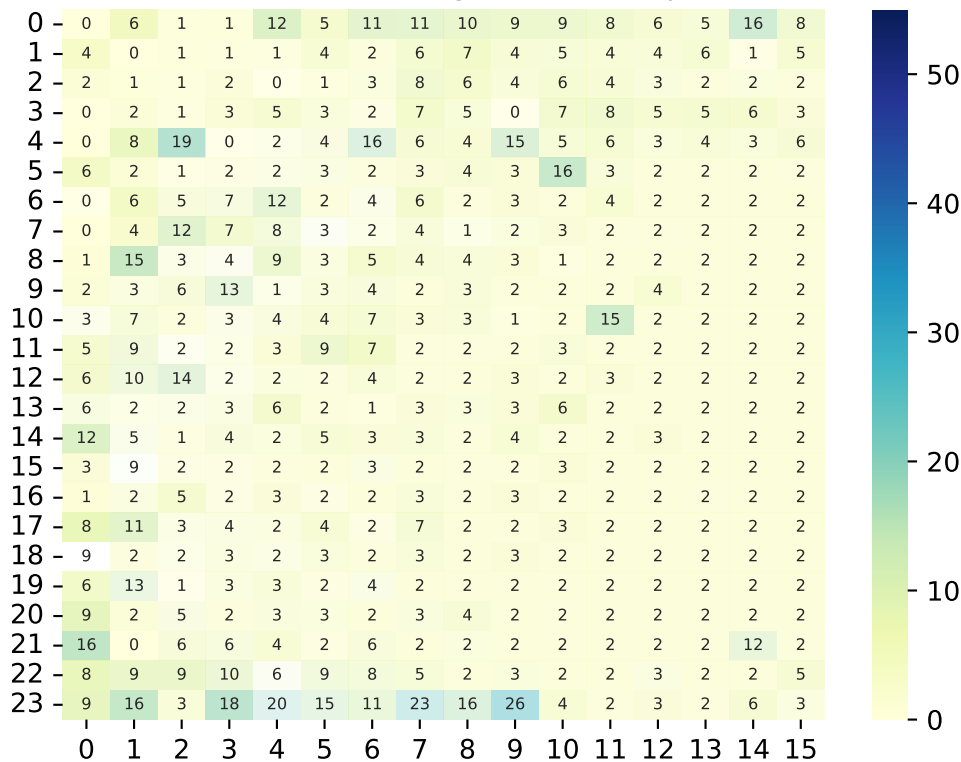 0 0 6 1 1 12 5 11 11 10 9 9 8 6 5 16 8
1 4 0 1 1 1 4 2 6 7 4 5 4 4 6 1 5
2 2 1 1 2 0 1 3 8 6 4 6 4 3 2 2 2
3 0 2 1 3 5 3 2 7 5 0 7 8 5 5 6 3
4 0 8 19 0 2 4 16 6 4 15 5 6 3 4 3 6
5 6 2 1 2 2 3 2 3 4 3 16 3 2 2 2 2
6 0 6 5 7 12 2 4 6 2 3 2 4 2 2 2 2
7 0 4 12 7 8 3 2 4 1 2 3 2 2 2 2 2
8 1 15 3 4 9 3 5 4 4 3 1 2 2 2 2 2
9 2 3 6 13 1 3 4 2 3 2 2 2 4 2 2 2
10 3 7 2 3 4 4 7 3 3 1 2 15 2 2 2 2
11 5 9 2 2 3 9 7 2 2 2 3 2 2 2 2 2
12 6 10 14 2 2 2 4 2 2 3 2 3 2 2 2 2
13 6 2 2 3 6 2 1 3 3 3 6 2 2 2 2 2
14 12 5 1 4 2 5 3 3 2 4 2 2 3 2 2 2
15 3 9 2 2 2 2 3 2 2 2 3 2 2 2 2 2
16 1 2 5 2 3 2 2 3 2 3 2 2 2 2 2 2
17 8 11 3 4 2 4 2 7 2 2 3 2 2 2 2 2
18 9 2 2 3 2 3 2 3 2 3 2 2 2 2 2 2
19 6 13 1 3 3 2 4 2 2 2 2 2 2 2 2 2
20 9 2 5 2 3 3 2 3 4 2 2 2 2 2 2 2
21 16 0 6 6 4 2 6 2 2 2 2 2 2 2 12 2
22 8 9 9 10 6 9 8 5 2 3 2 2 3 2 2 5
23 9 16 3 18 20 15 11 23 16 26 4 2 3 2 6 3
0 1 2 3 4 5 6 7 8 9 10 11 12 13 14 15
50
40
30
20
10
0